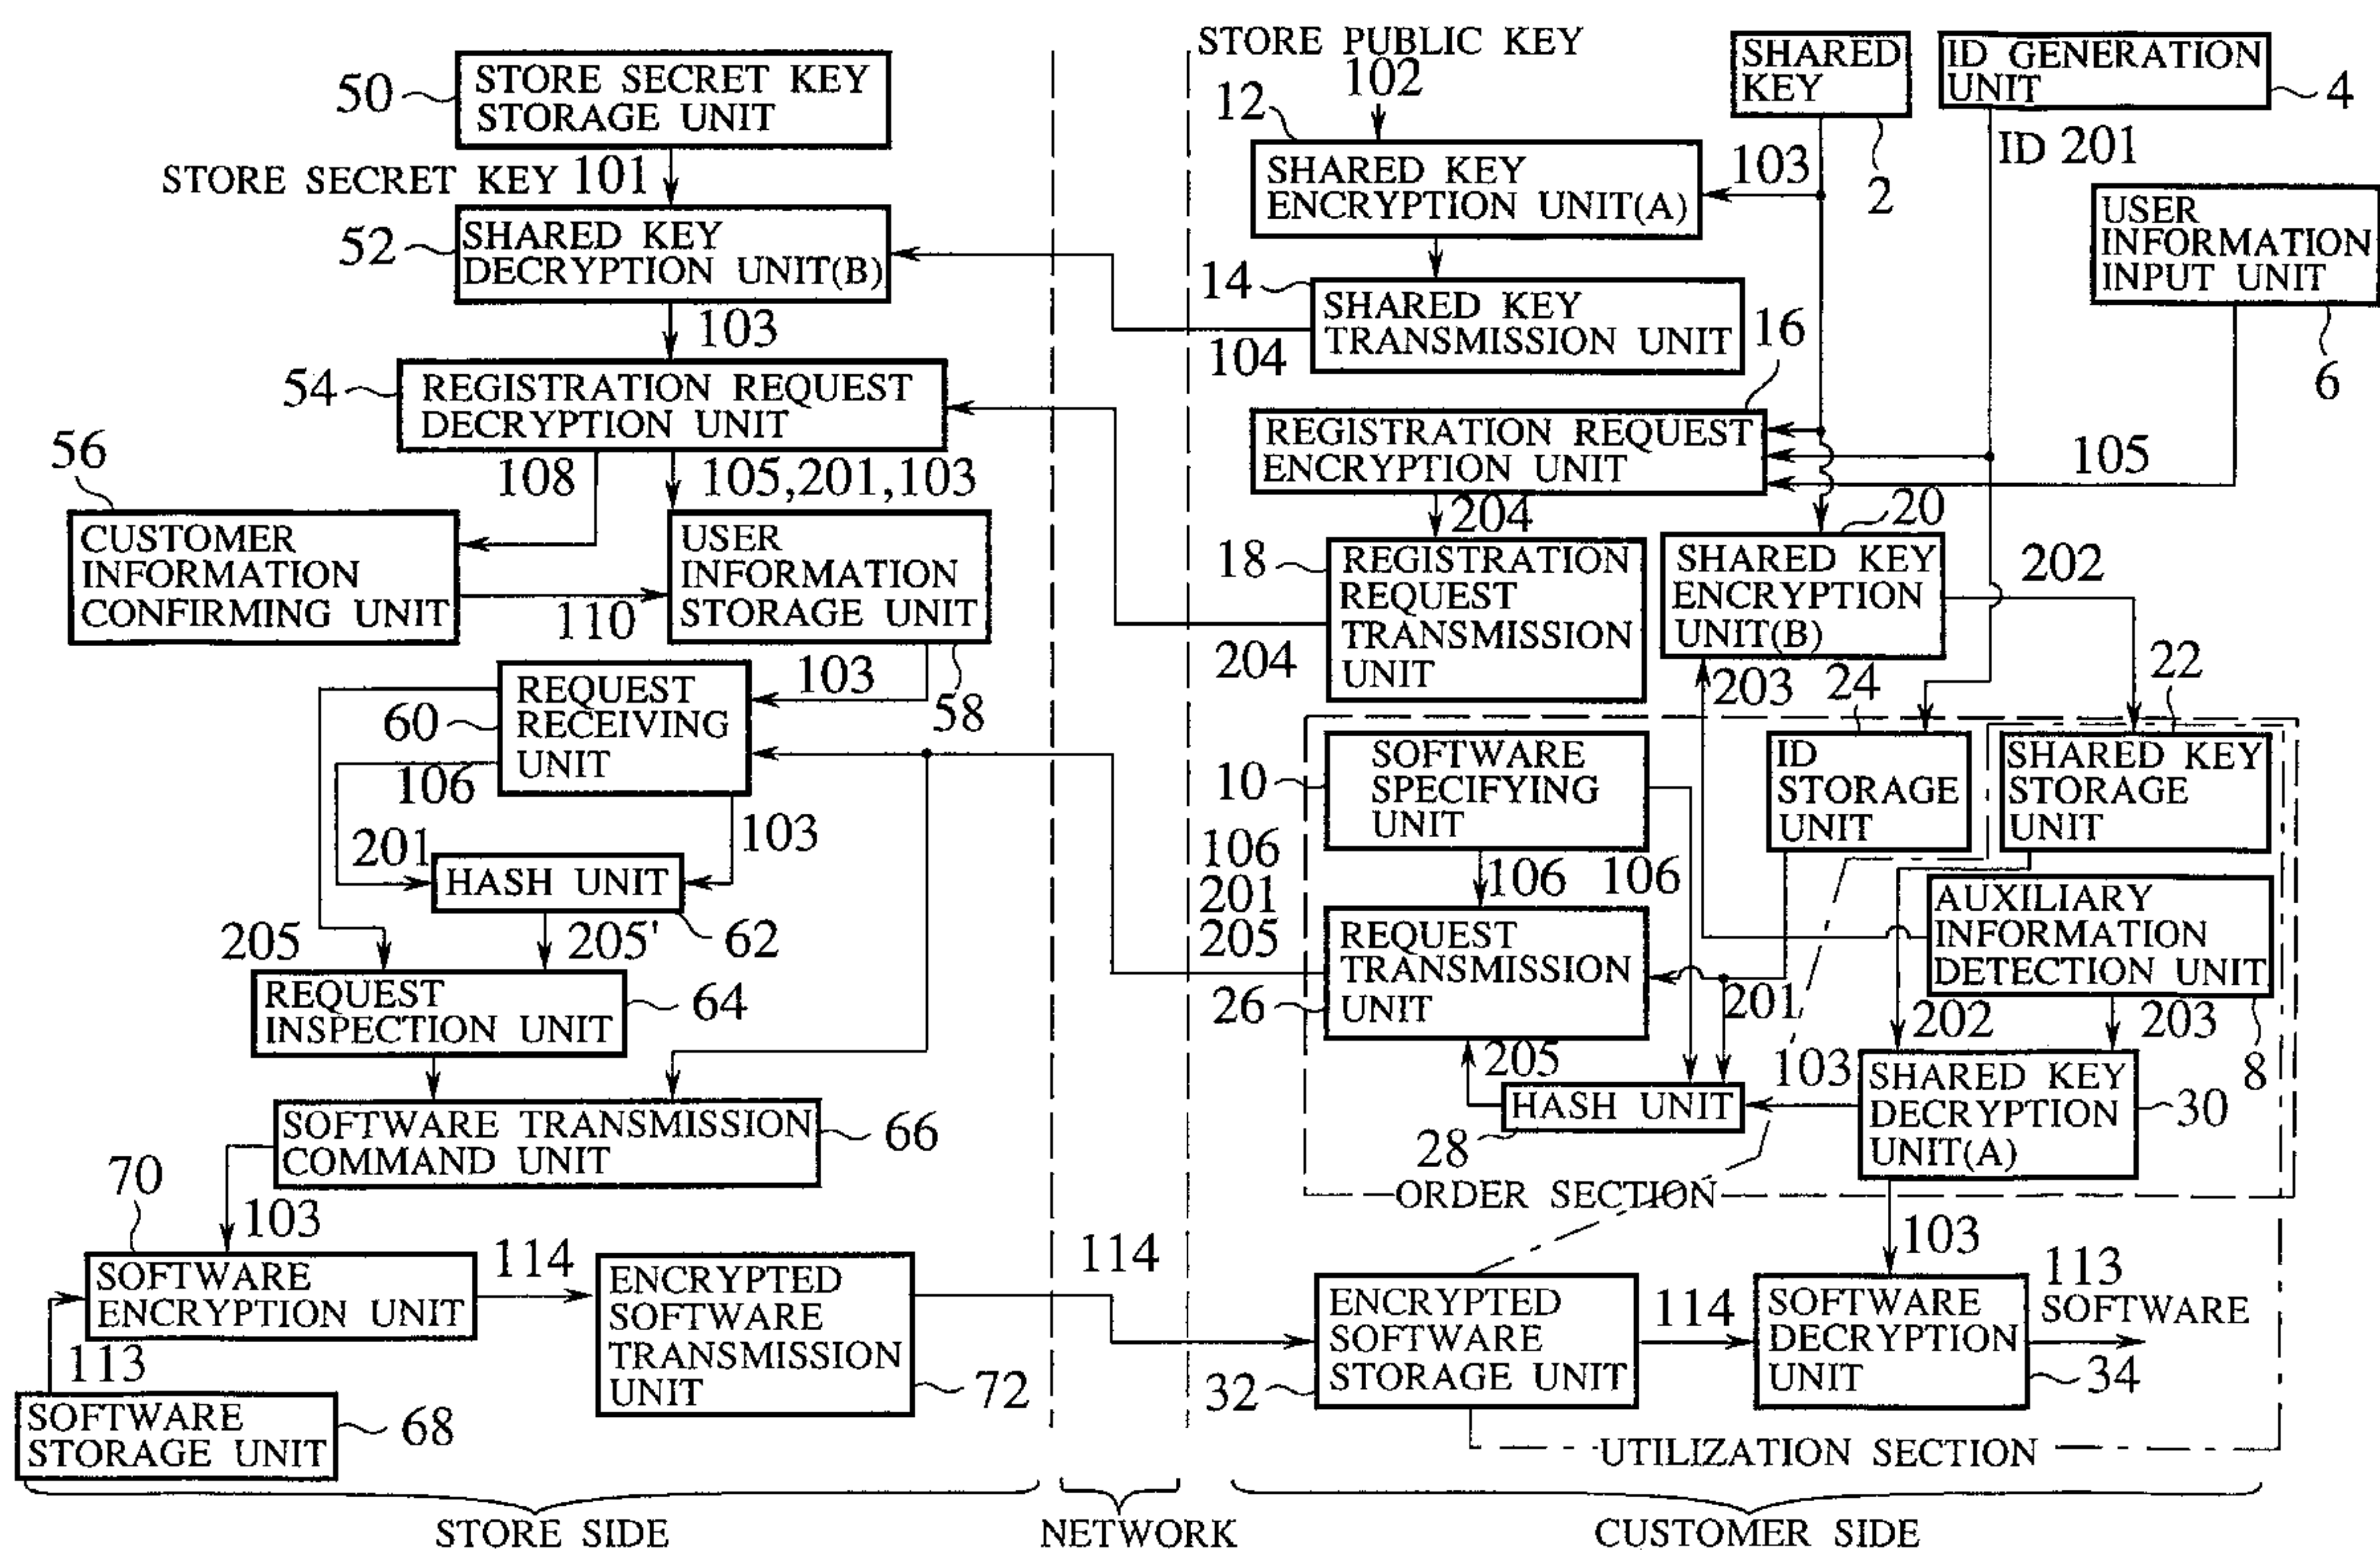 STORE SECRET KEY
STORAGE UNIT
50
STORE SECRET KEY 101
SHARED KEY
DECRYPTION UNIT(B)
52
103
REGISTRATION REQUEST
DECRYPTION UNIT
54
56
108
105,201,103
CUSTOMER
INFORMATION
CONFIRMING UNIT
110
USER
INFORMATION
STORAGE UNIT
58
103
REQUEST
RECEIVING
UNIT
60
106
103
201
HASH UNIT
62
205
205'
REQUEST
INSPECTION UNIT
64
SOFTWARE TRANSMISSION
COMMAND UNIT
66
70
103
SOFTWARE
ENCRYPTION UNIT
114
ENCRYPTED
SOFTWARE
TRANSMISSION
UNIT
72
113
SOFTWARE
STORAGE UNIT
68
STORE SIDE
114
NETWORK
STORE PUBLIC KEY
102
SHARED
KEY
2
ID GENERATION
UNIT
4
ID 201
12
SHARED KEY
ENCRYPTION UNIT(A)
103
USER
INFORMATION
INPUT UNIT
6
14
SHARED KEY
TRANSMISSION UNIT
104
16
REGISTRATION REQUEST
ENCRYPTION UNIT
105
204
20
18
REGISTRATION
REQUEST
TRANSMISSION
UNIT
204
SHARED KEY
ENCRYPTION
UNIT(B)
202
203
24
22
10
SOFTWARE
SPECIFYING
UNIT
ID
STORAGE
UNIT
SHARED KEY
STORAGE
UNIT
106
201
205
106
106
REQUEST
TRANSMISSION
UNIT
26
201
AUXILIARY
INFORMATION
DETECTION UNIT
8
202
203
205
103
HASH UNIT
28
SHARED KEY
DECRYPTION
UNIT(A)
30
ORDER SECTION
103
ENCRYPTED
SOFTWARE
STORAGE UNIT
32
114
SOFTWARE
DECRYPTION
UNIT
34
113
SOFTWARE
UTILIZATION SECTION
CUSTOMER SIDE